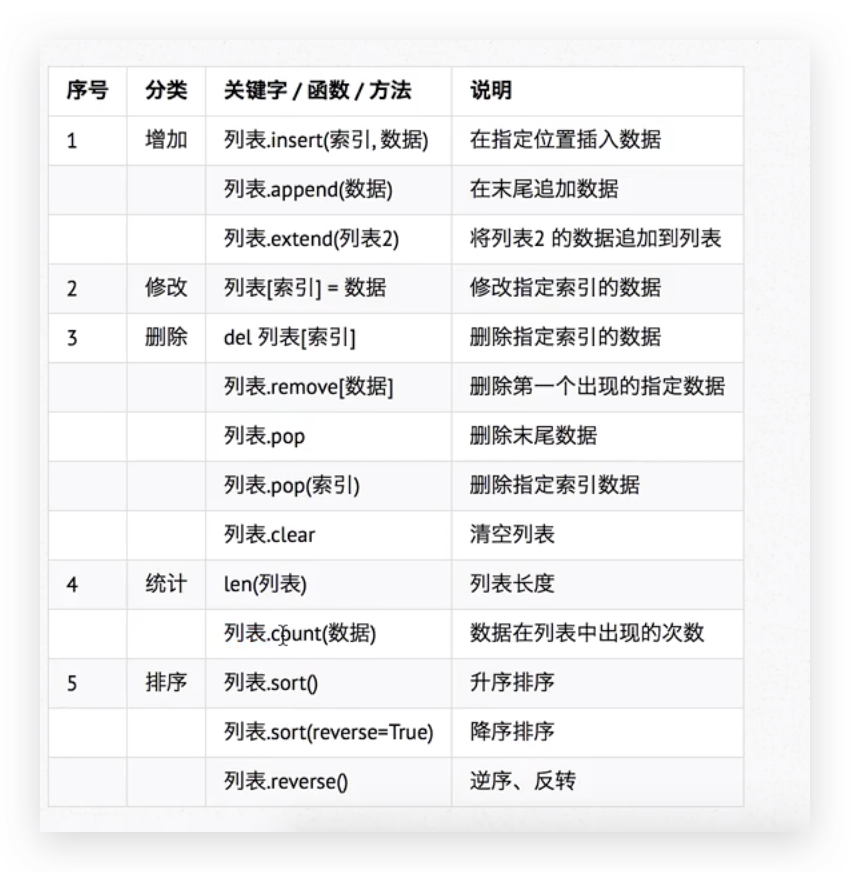 序号 分类 关键字 / 函数 / 方法 说明
1 增加 列表.insert(索引, 数据) 在指定位置插入数据
列表.append(数据) 在末尾追加数据
列表.extend(列表2) 将列表2 的数据追加到列表
2 修改 列表[索引] = 数据 修改指定索引的数据
3 删除 del 列表[索引] 删除指定索引的数据
列表.remove[数据] 删除第一个出现的指定数据
列表.pop 删除末尾数据
列表.pop(索引) 删除指定索引数据
列表.clear 清空列表
4 统计 len(列表) 列表长度
列表.count(数据) 数据在列表中出现的次数
5 排序 列表.sort() 升序排序
列表.sort(reverse=True) 降序排序
列表.reverse() 逆序、反转